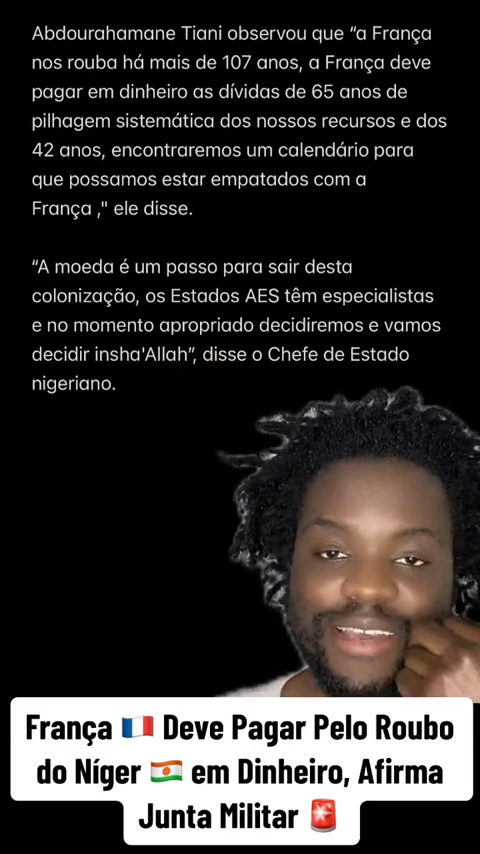 Abdourahamane Tiani observou que “a França
nos rouba há mais de 107 anos, a França deve
pagar em dinheiro as dívidas de 65 anos de
pilhagem sistemática dos nossos recursos e dos
42 anos, encontraremos um calendário para
que possamos estar empatados com a
França ," ele disse.
“A moeda é um passo para sair desta
colonização, os Estados AES têm especialistas
e no momento apropriado decidiremos e vamos
decidir insha'Allah”, disse o Chefe de Estado
nigeriano.
França 🇫🇷 Deve Pagar Pelo Roubo
do Níger 🇳🇪 em Dinheiro, Afirma
Junta Militar 🚨